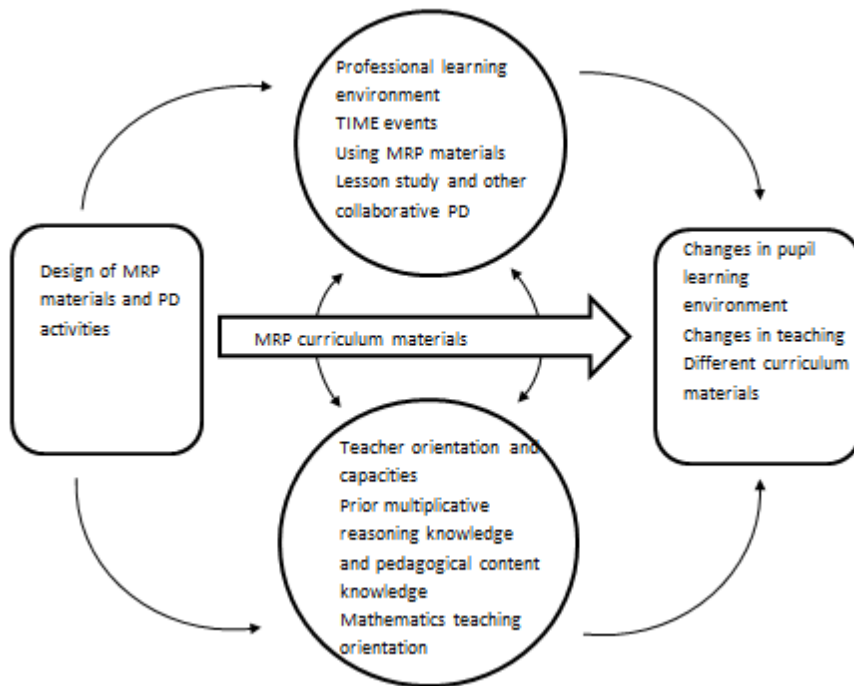 Professional learning
environment
TIME events
Using MRP materials
Lesson study and other
collaborative PD
Design of MRP
materials and PD
activities
MRP curriculum materials
Changes in pupil
learning
environment
Changes in teaching
Different curriculum
materials
Teacher orientation and
capacities
Prior multiplicative
reasoning knowledge
and pedagogical content
knowledge
Mathematics teaching
orientation